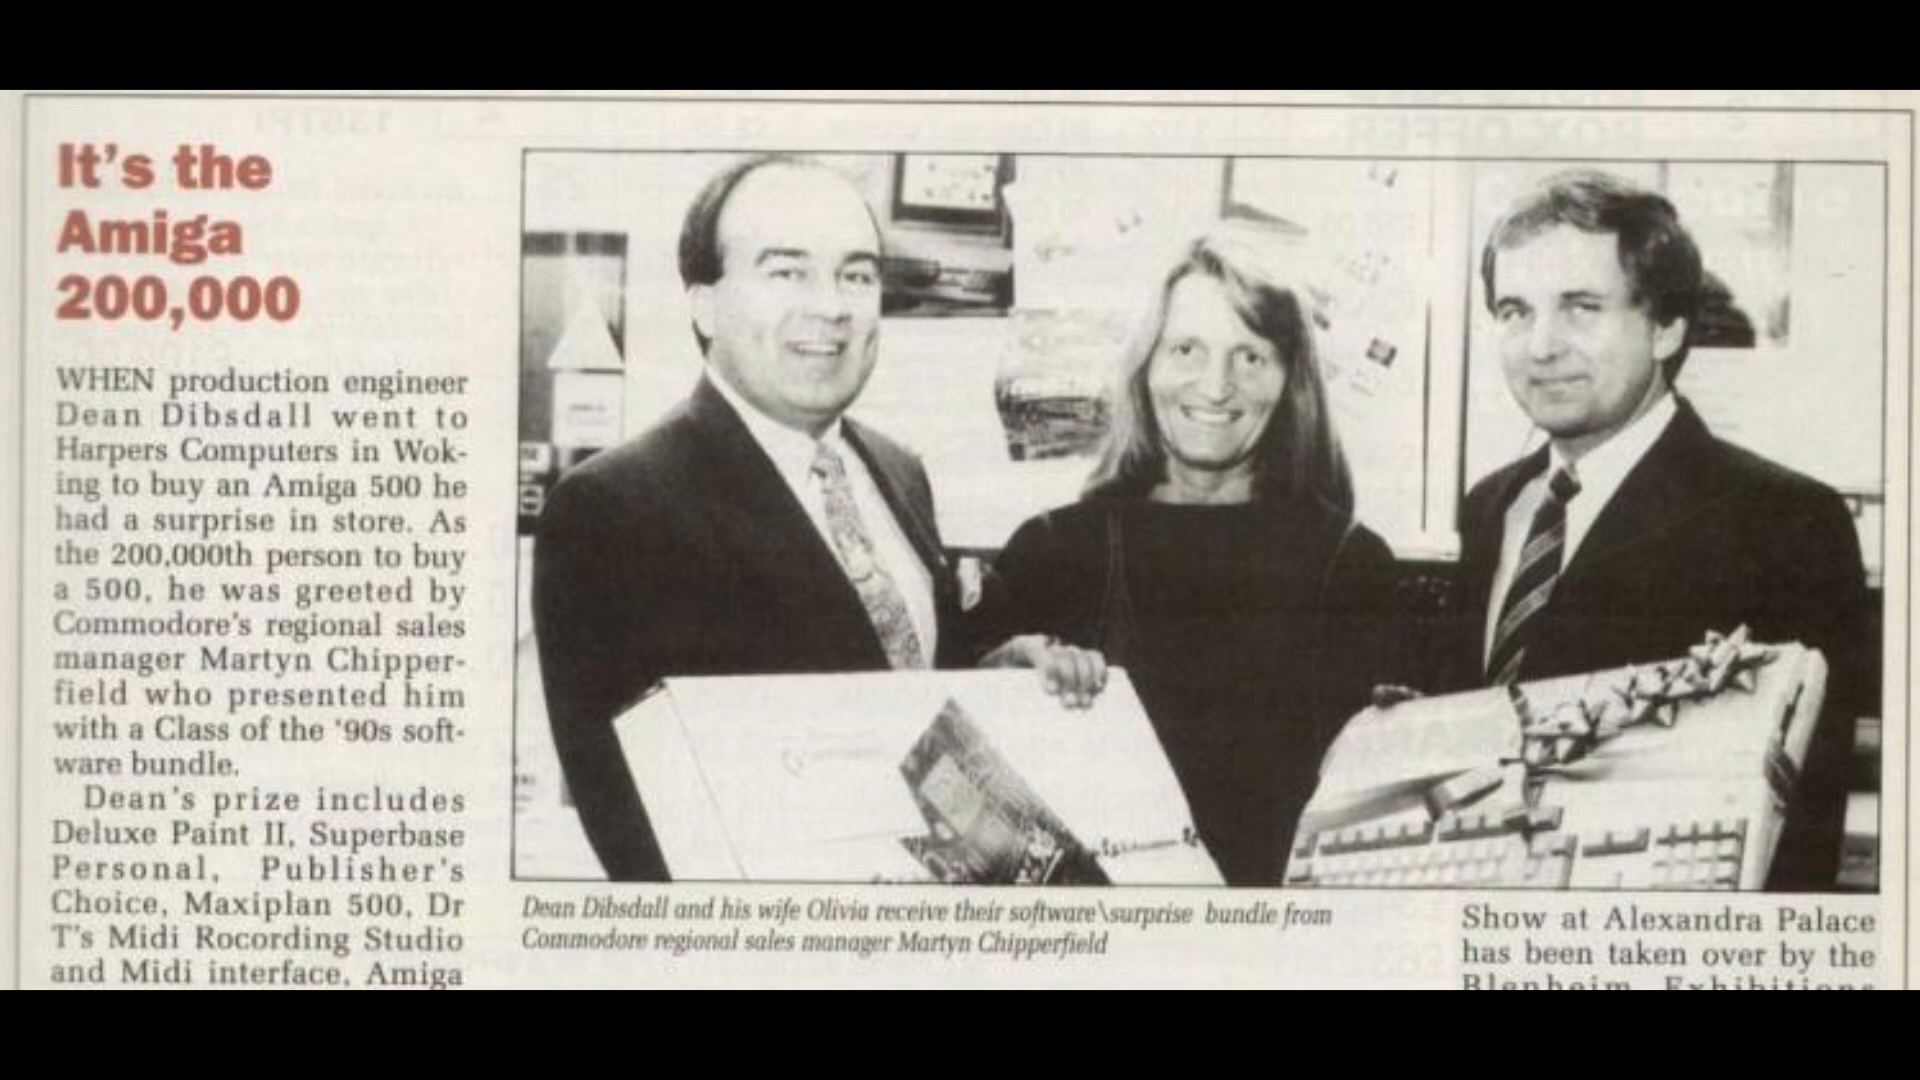 It's the
Amiga
200,000
WHEN production engineer
Dean Dibsdall went to
Harpers Computers in Wok-
ing to buy an Amiga 500 he
had a surprise in store. As
the 200,000th person to buy
a 500, he was greeted by
Commodore's regional sales
manager Martyn Chipper-
field who presented him
with a Class of the '90s soft-
ware bundle.
Dean's prize includes
Deluxe Paint II, Superbase
Personal, Publisher's
Choice, Maxiplan 500, Dr
T's Midi Rocording Studio
and Midi interface, Amiga
Dean Dibsdall and his wife Olivia receive their software\surprise bundle from
Commodore regional sales manager Martyn Chipperfield
Show at Alexandra Palace
has been taken over by the
Blenheim Exhibitions